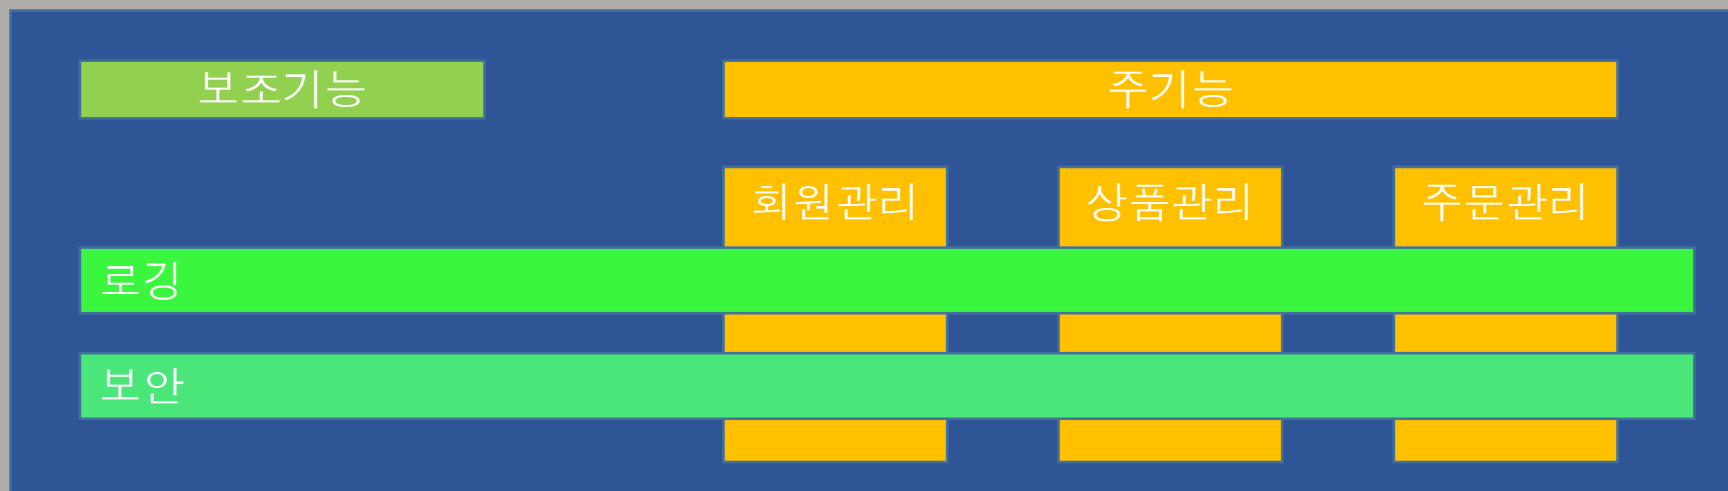 보조기능
주기능
회원관리
상품관리
주문관리
로깅
보안